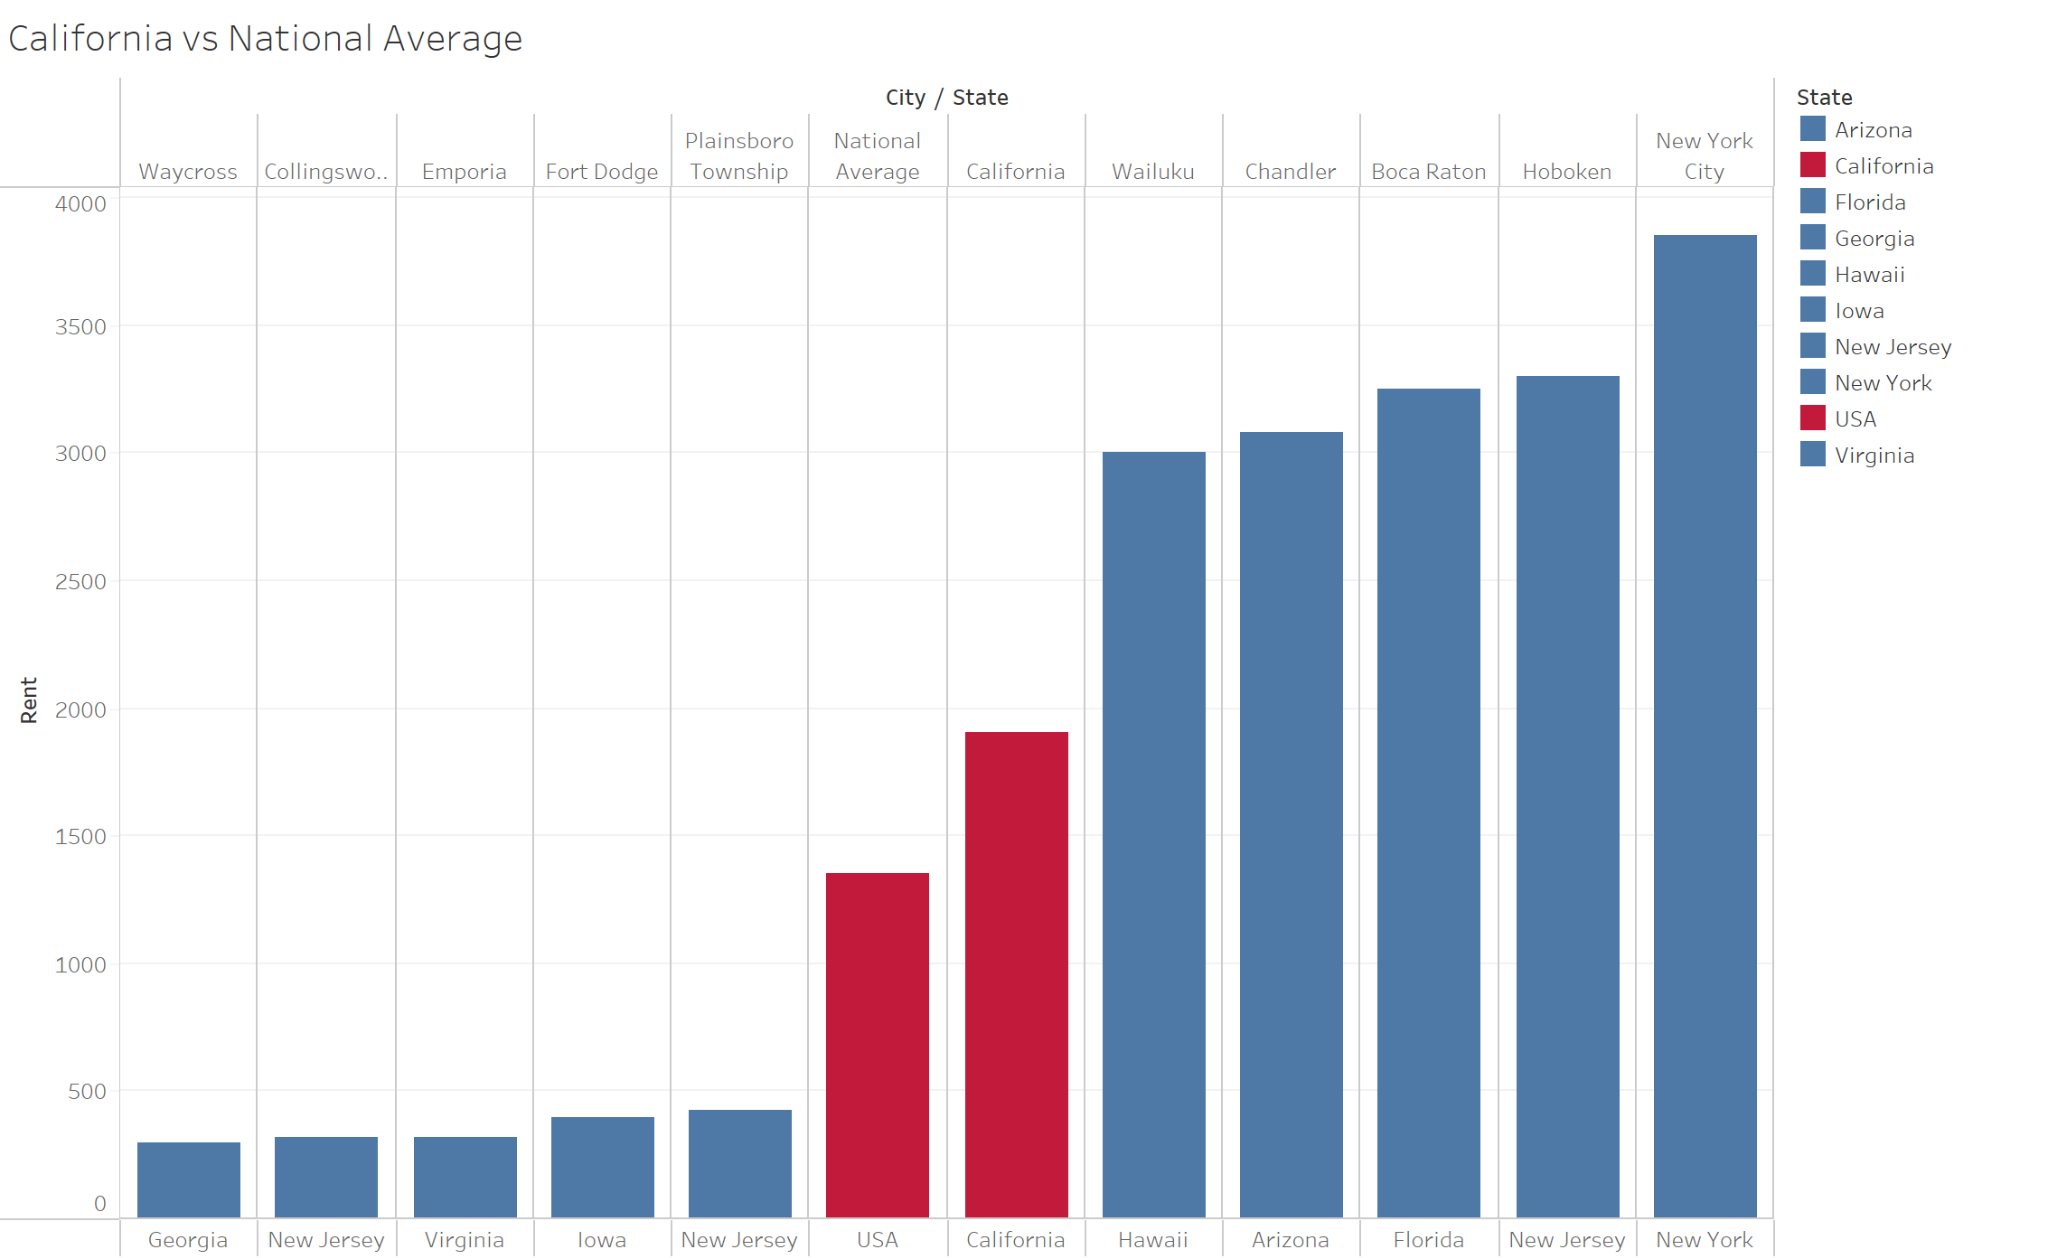 California vs National Average
City / State
Waycross
Collingswo..
Emporia
Fort Dodge
Plainsboro
Township
National
Average
California
Wailuku
Chandler
Boca Raton
Hoboken
New York
City
4000
3500
3000
2500
2000
1500
1000
500
0
Rent
Georgia
New Jersey
Virginia
Iowa
New Jersey
USA
California
Hawaii
Arizona
Florida
New Jersey
New York
State
Arizona
California
Florida
Georgia
Hawaii
Iowa
New Jersey
New York
USA
Virginia